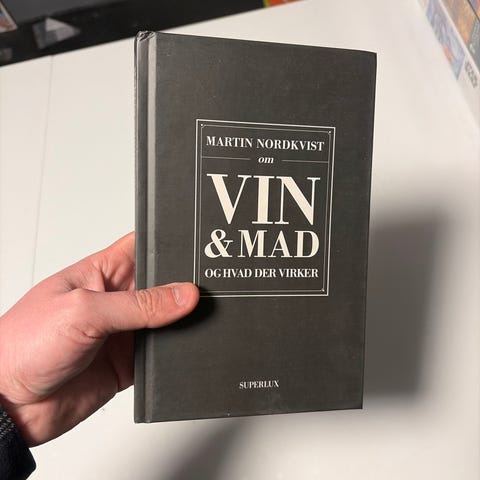 MARTIN NORDKVIST
om
VIN
& MAD
OG HVAD DER VIRKER
SUPERLUX